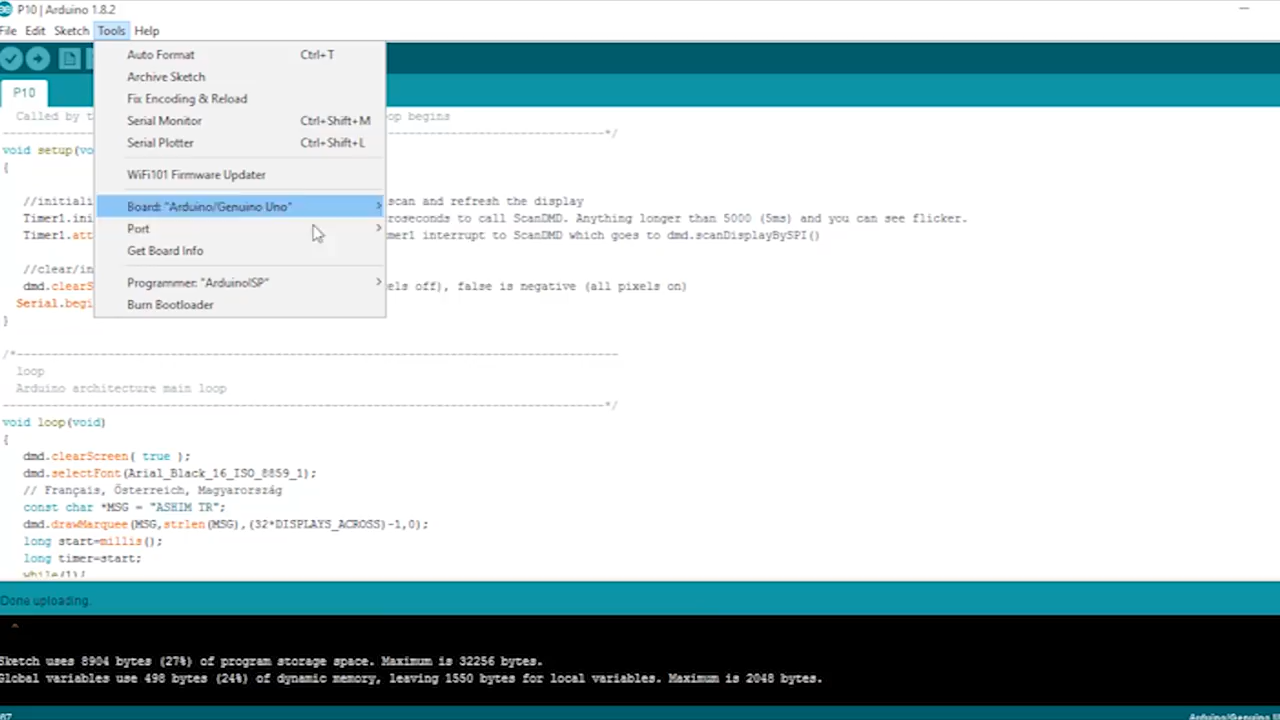 P10 | Arduino 1.8.2
File Edit Sketch Tools Help
Auto Format Ctrl+T
Archive Sketch
Fix Encoding & Reload
Serial Monitor Ctrl+Shift+M
Serial Plotter Ctrl+Shift+L
WiFi101 Firmware Updater
Board: "Arduino/Genuino Uno"
Port
Get Board Info
Programmer: "ArduinoISP"
Burn Bootloader
P10
Called by t op begins
--*/
void setup(vo
{
//initiali scan and refresh the display
Timer1.ini roseconds to call ScanDMD. Anything longer than 5000 (5ms) and you can see flicker.
Timer1.att mer1 interrupt to ScanDMD which goes to dmd.scanDisplayBySPI()
//clear/in
dmd.clearS els off), false is negative (all pixels on)
Serial.beg
}
/*--
loop
Arduino architecture main loop
--*/
void loop(void)
{
dmd.clearScreen( true );
dmd.selectFont(Arial_Black_16_ISO_8859_1);
// Français, Österreich, Magyarország
const char *MSG = "ASHIM TR";
dmd.drawMarquee(MSG,strlen(MSG),(32*DISPLAYS_ACROSS)-1,0);
long start=millis();
long timer=start;
while(1){
Done uploading.
Sketch uses 8904 bytes (27%) of program storage space. Maximum is 32256 bytes.
Global variables use 498 bytes (24%) of dynamic memory, leaving 1550 bytes for local variables. Maximum is 2048 bytes.